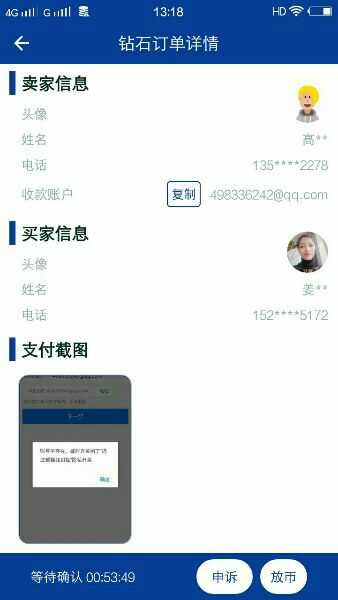 4G G 13:18 HD
钻石订单详情
卖家信息
头像
姓名 高**
电话 135****2278
收款账户 复制 498336242@qq.com
买家信息
头像
姓名 姜**
电话 152****5172
支付截图
下一步
确定
等待确认 00:53:49 申诉 放币